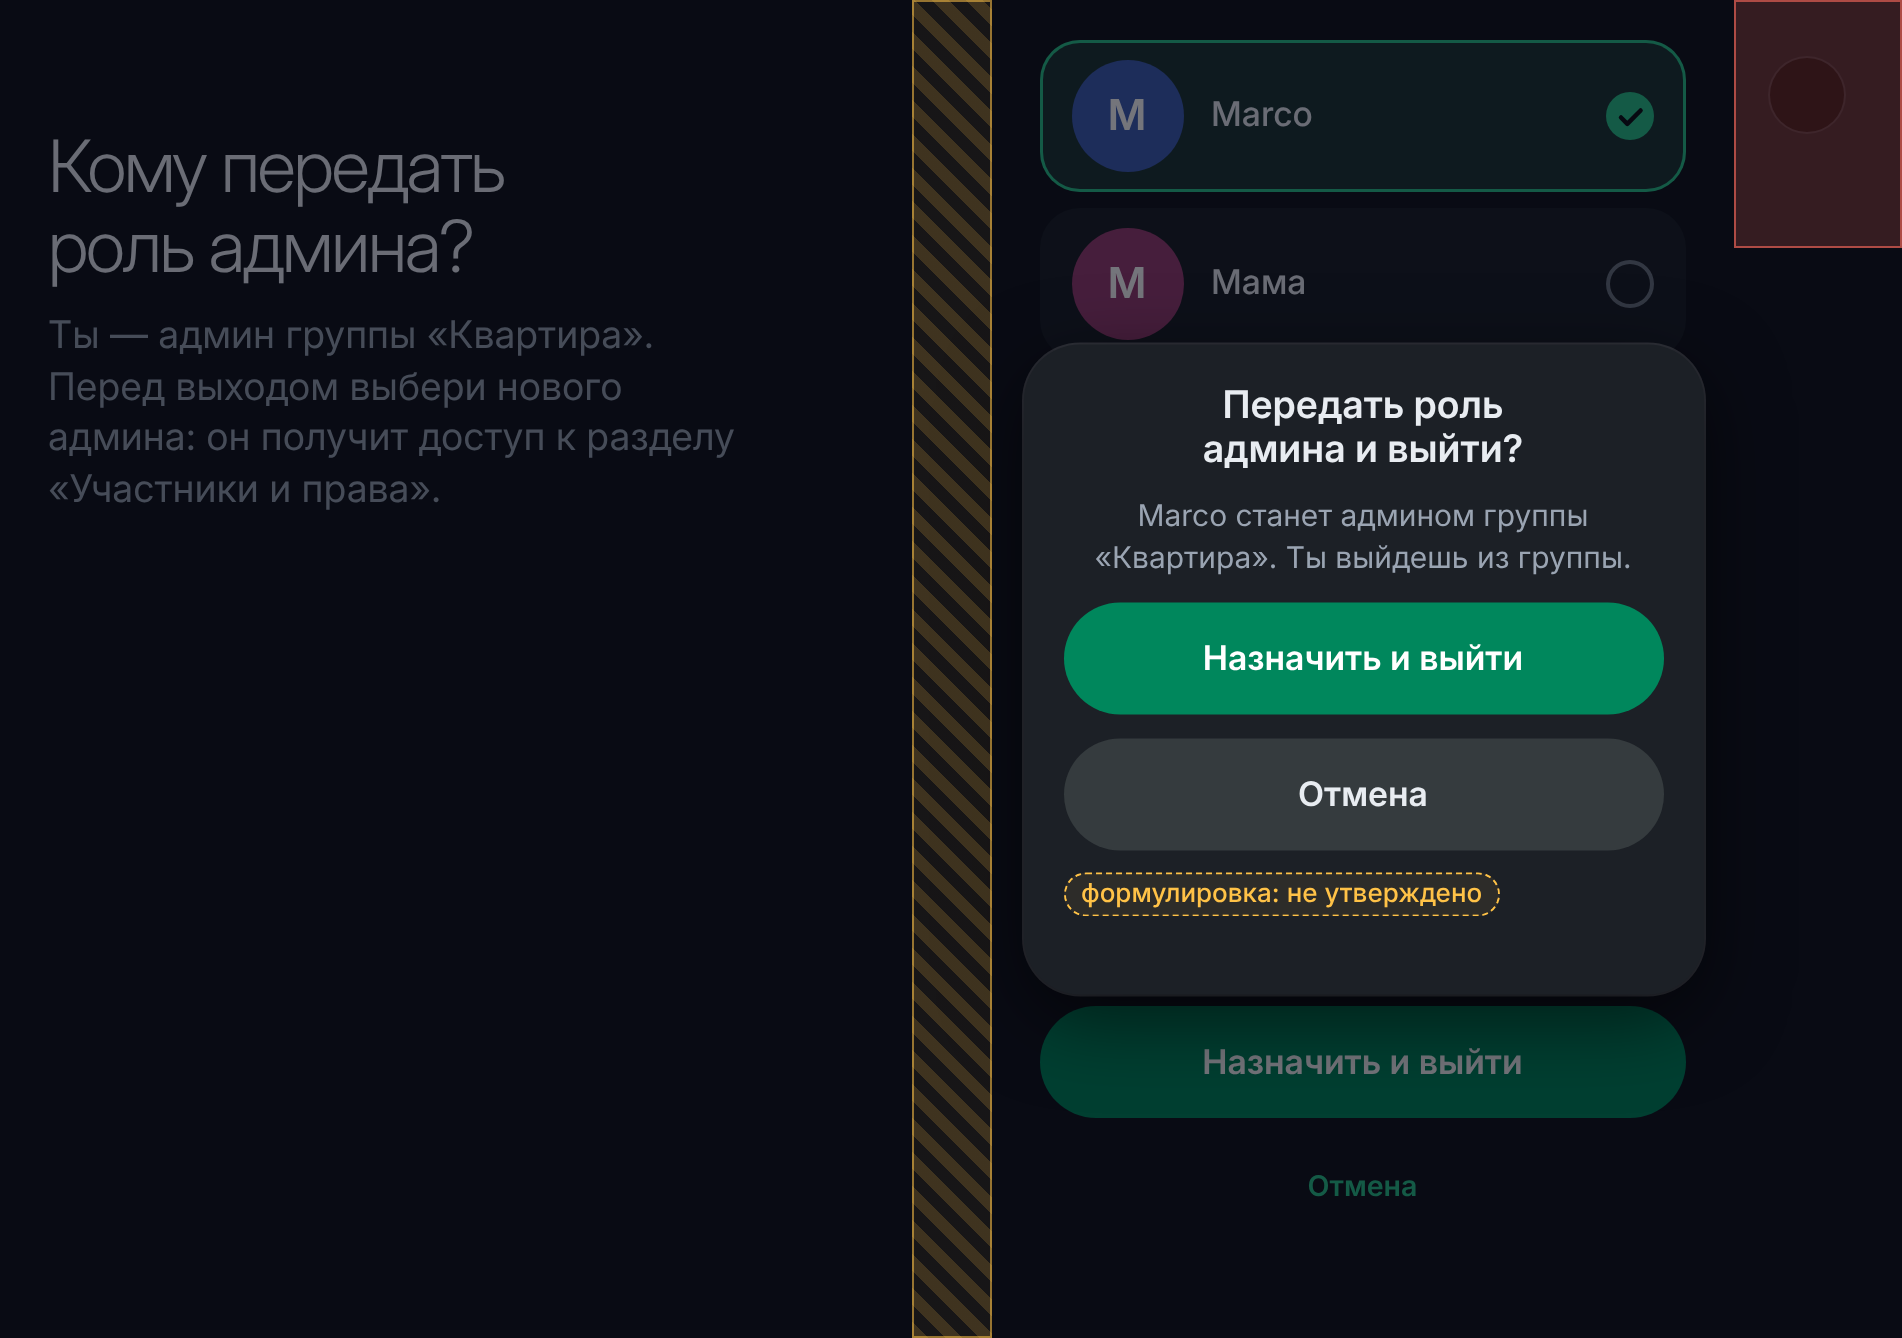 Кому передать
роль админа?
Ты — админ группы «Квартира».
Перед выходом выбери нового
админа: он получит доступ к разделу
«Участники и права».
M
Marco
М
Мама
Передать роль
админа и выйти?
Marco станет админом группы
«Квартира». Ты выйдешь из группы.
Назначить и выйти
Отмена
формулировка: не утверждено
Назначить и выйти
Отмена